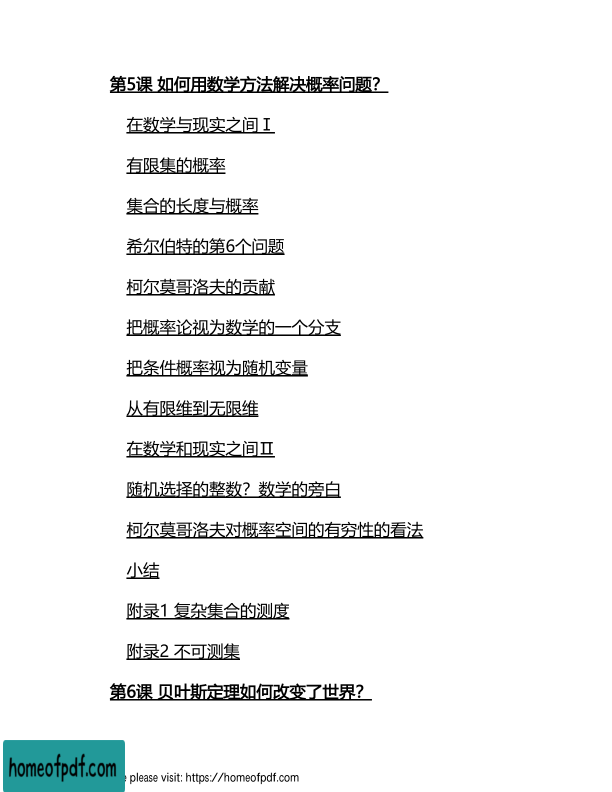 第5课 如何用数学方法解决概率问题？
在数学与现实之间Ⅰ
有限集的概率
集合的长度与概率
希尔伯特的第6个问题
柯尔莫哥洛夫的贡献
把概率论视为数学的一个分支
把条件概率视为随机变量
从有限维到无限维
在数学和现实之间Ⅱ
随机选择的整数？数学的旁白
柯尔莫哥洛夫对概率空间的有穷性的看法
小结
附录1 复杂集合的测度
附录2 不可测集
第6课 贝叶斯定理如何改变了世界？
homeofpdf.com
please visit: https://homeofpdf.com